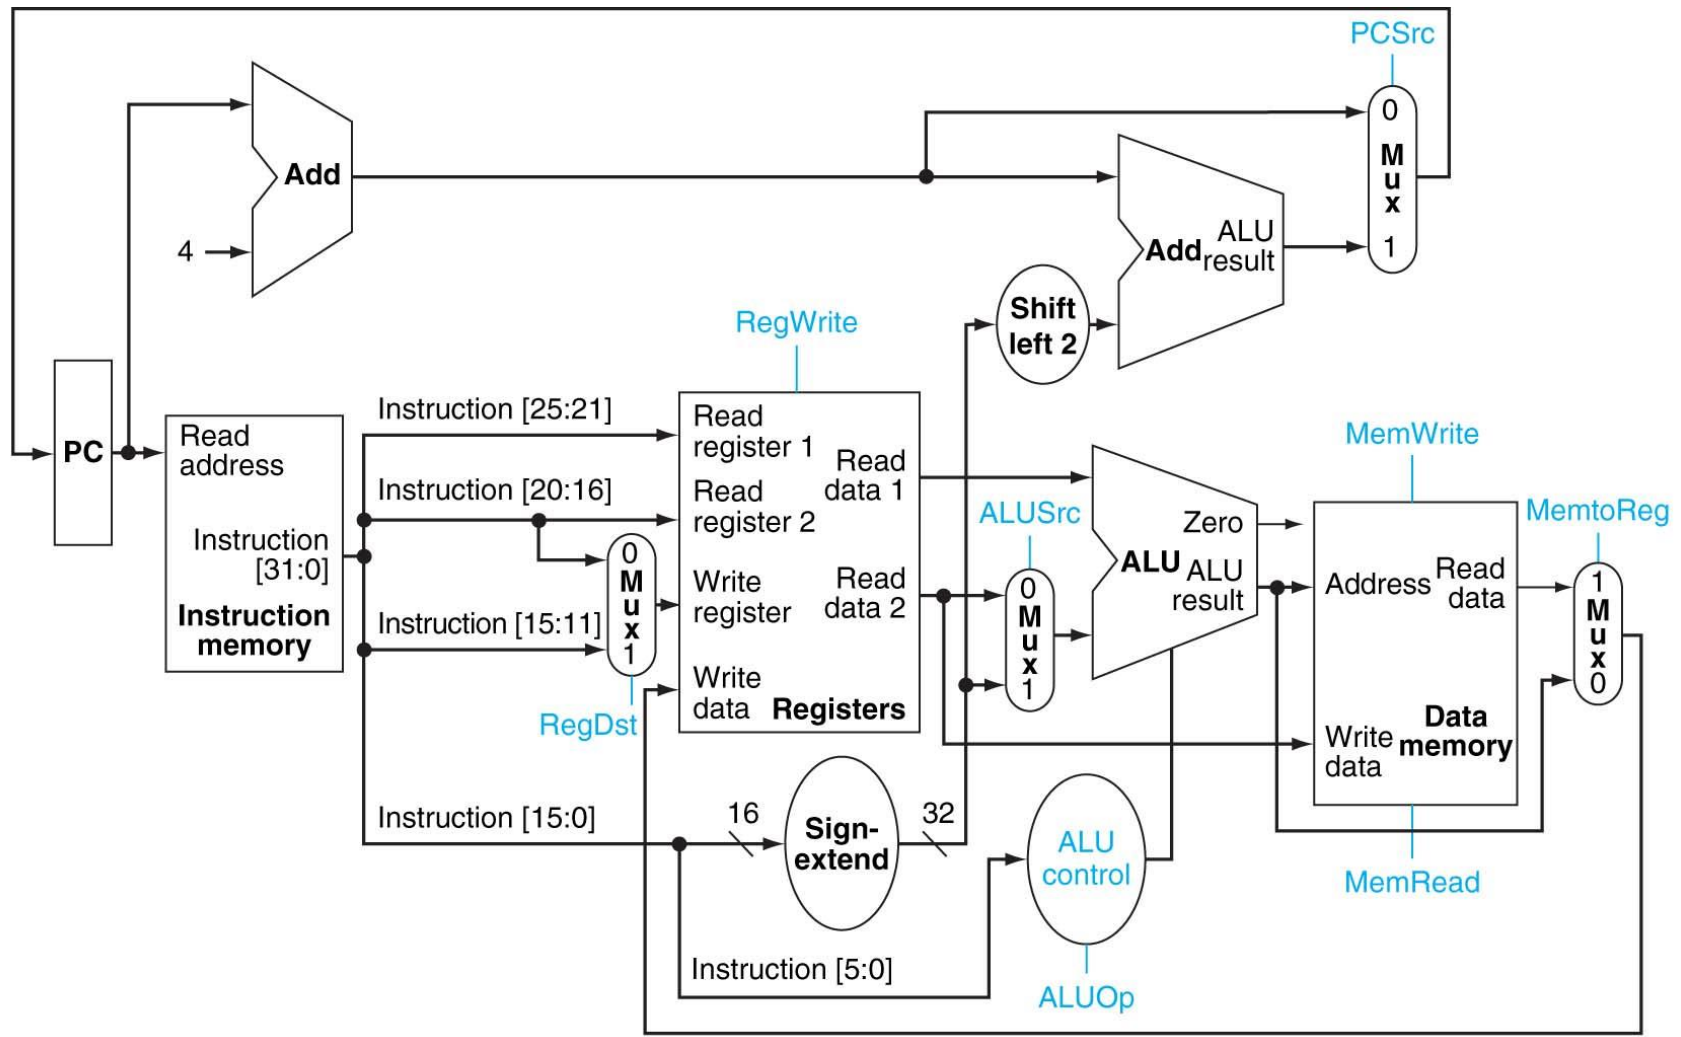 PCSrc
0
M
u
x
1
Add
4
Add
ALU
result
Shift
left 2
RegWrite
PC
Read
address
Instruction
[31:0]
Instruction
memory
Instruction [25:21]
Instruction [20:16]
Instruction [15:11]
0
M
u
x
1
RegDst
Read
register 1
Read
register 2
Write
register
Write
data
Read
data 1
Read
data 2
Registers
ALUSrc
0
M
u
x
1
Zero
ALU
ALU
result
MemWrite
Address
Read
data
Write
data
Data
memory
MemRead
MemtoReg
1
M
u
x
0
Instruction [15:0]
16
Sign-
extend
32
ALU
control
Instruction [5:0]
ALUOp